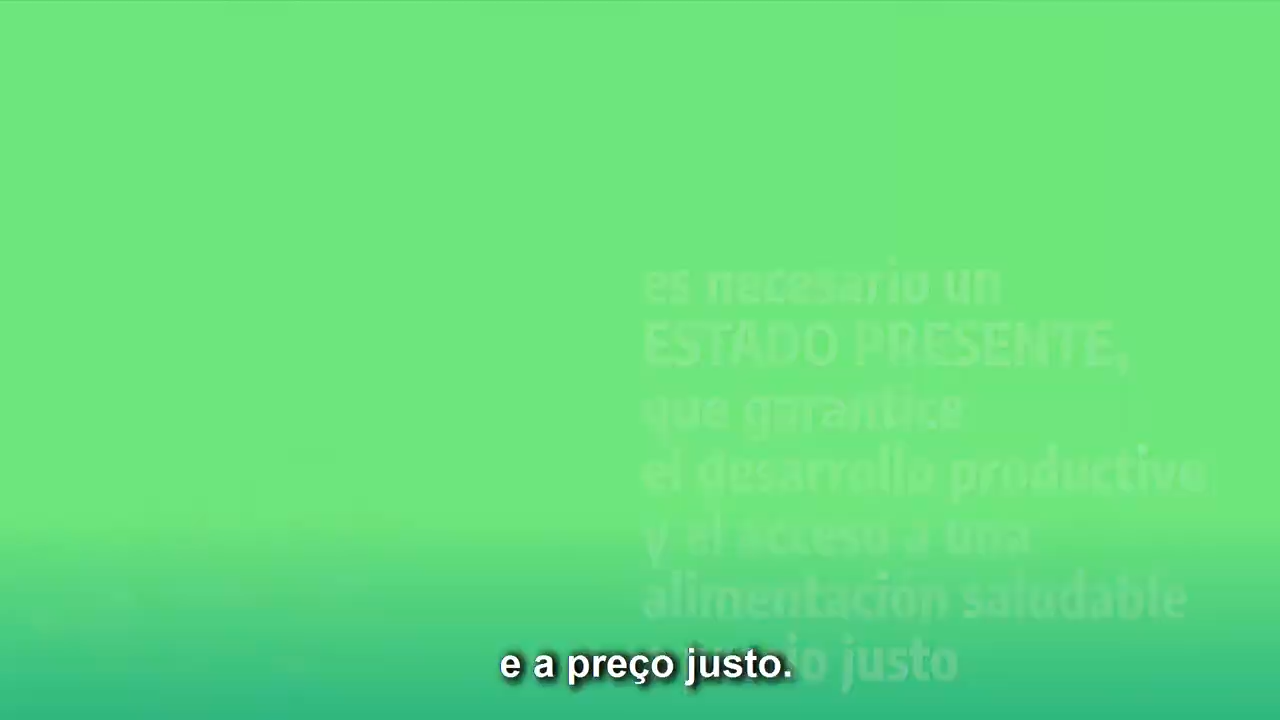 es necesario un
ESTADO PRESENTE,
que garantice
el desarrollo productivo
y el acceso a una
alimentación saludable
justo
e a preço justo.